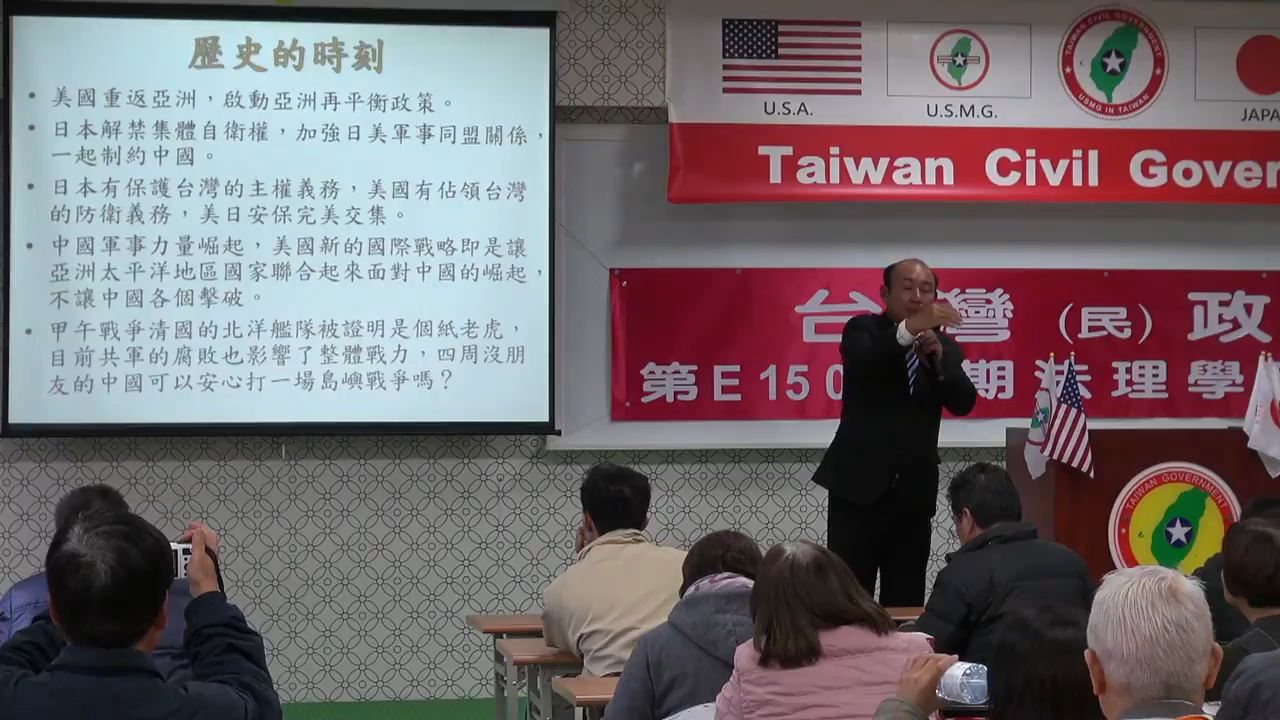 歷史的時刻
• 美國重返亞洲，啟動亞洲再平衡政策。
• 日本解禁集體自衛權，加強日美軍事同盟關係，
一起制約中國。
• 日本有保護台灣的主權義務，美國有佔領台灣
的防衛義務，美日安保完美交集。
• 中國軍事力量崛起，美國新的國際戰略即是讓
亞洲太平洋地區國家聯合起來面對中國的崛起，
不讓中國各個擊破。
• 甲午戰爭清國的北洋艦隊被證明是個紙老虎，
目前共軍的腐敗也影響了整體戰力，四周沒朋
友的中國可以安心打一場島嶼戰爭嗎？
U.S.A.
U.S.M.G.
TAIWAN CIVIL GOVERNMENT
USMG IN TAIWAN
JAPA
Taiwan Civil Gover
台灣（民）政
第E150 期法理學
TAIWAN GOVERNMENT